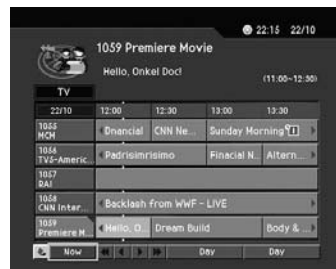 22:15 22/10
1059 Premiere Movie
Hello, Onkel Doc!
(11:00~12:30)
TV
22/10 12:00 12:30 13:00 13:30
1055 MCM Dnancial CNN Ne... Sunday Morning
1056 TV5-Americ... Padrisimrisimo Finacial N... Altern...
1057 RAI
1058 CNN Inter... Backlash from WWF - LIVE
1059 Premiere M... Hello, O... Dream Build Body & ...
Now Day Day